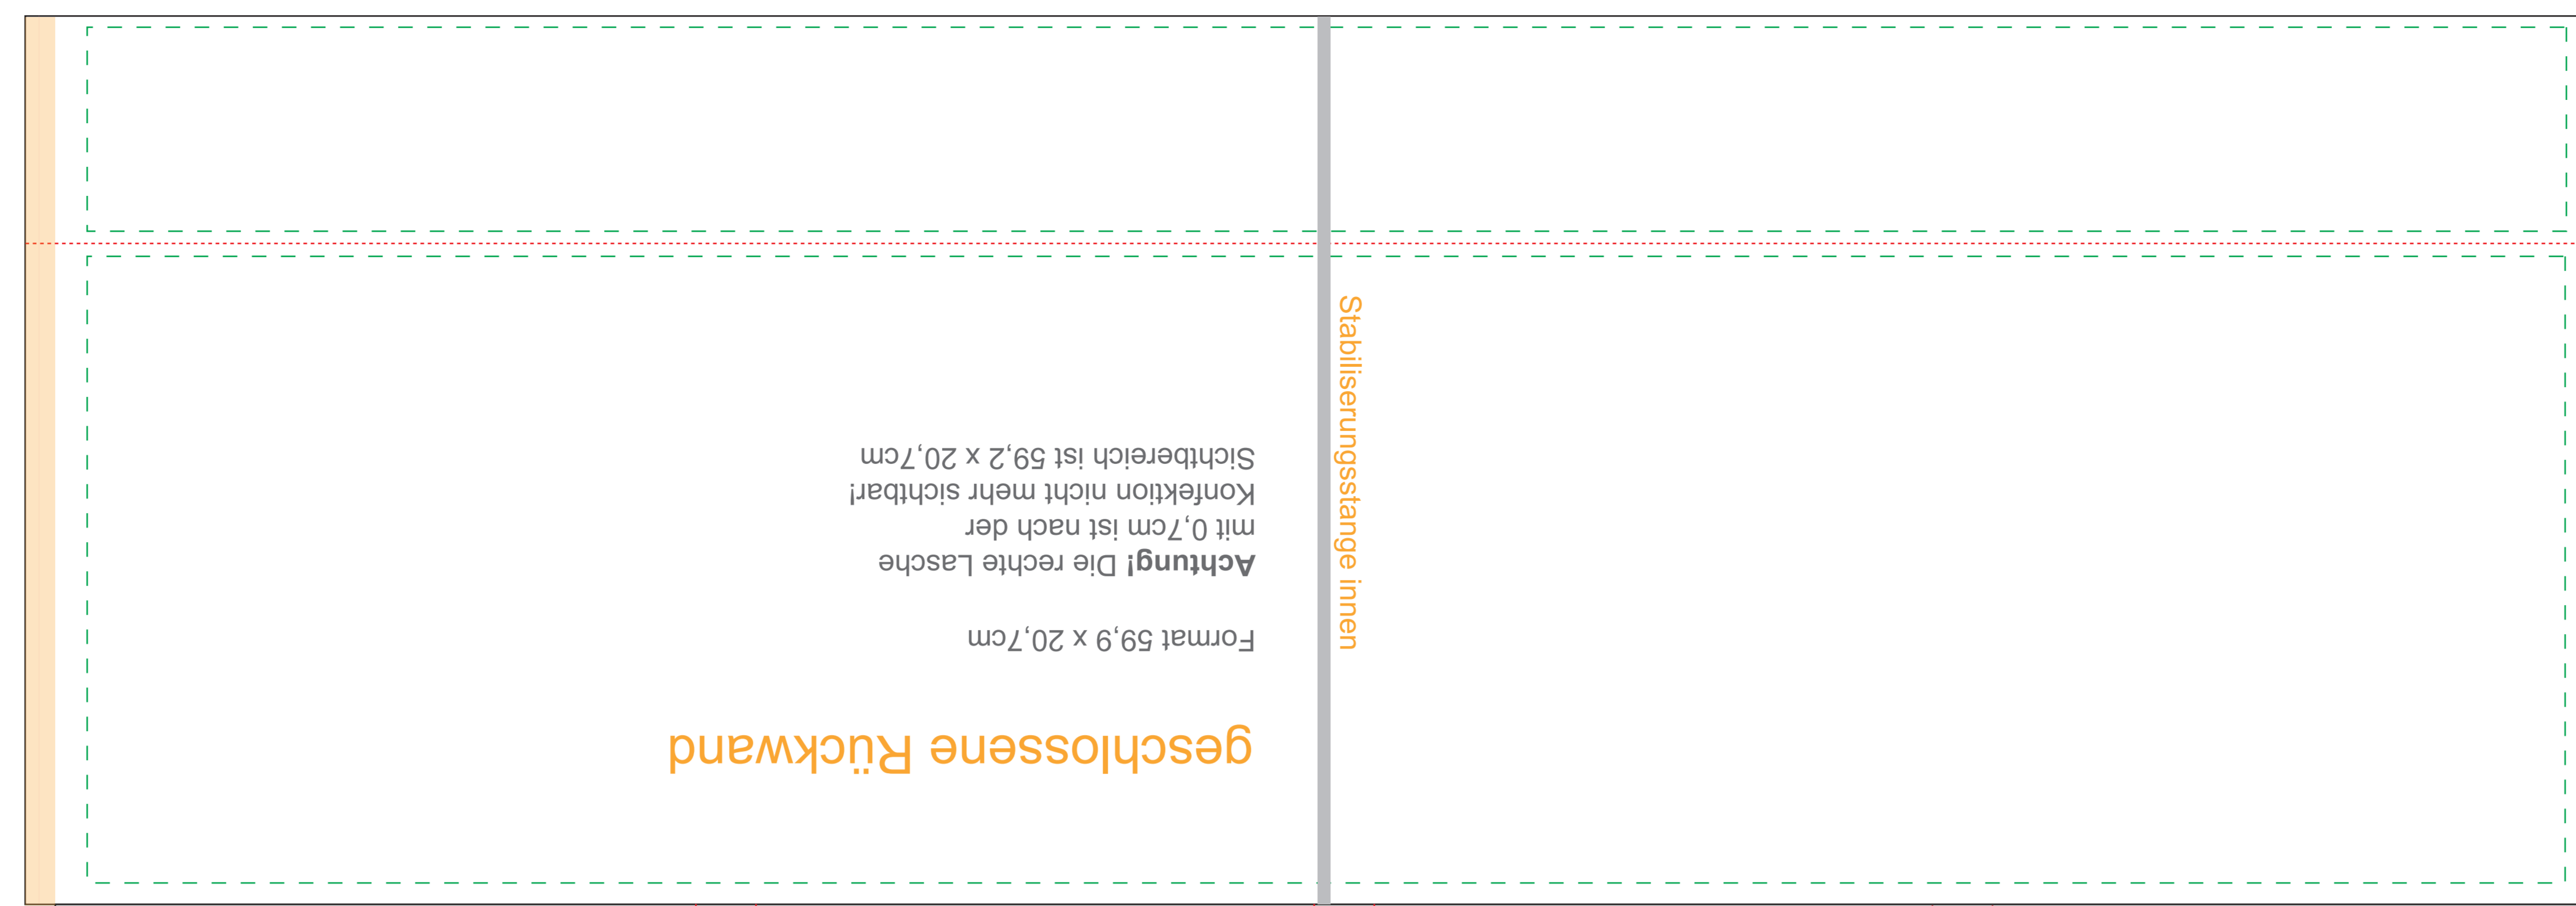 geschlossene Rückwand
Format 59,9 x 20,7cm
Achtung! Die rechte Lasche
mit 0,7cm ist nach der
Konfektion nicht mehr sichtbar!
Sichtbereich ist 59,2 x 20,7cm
Stabiliserungsstange innen